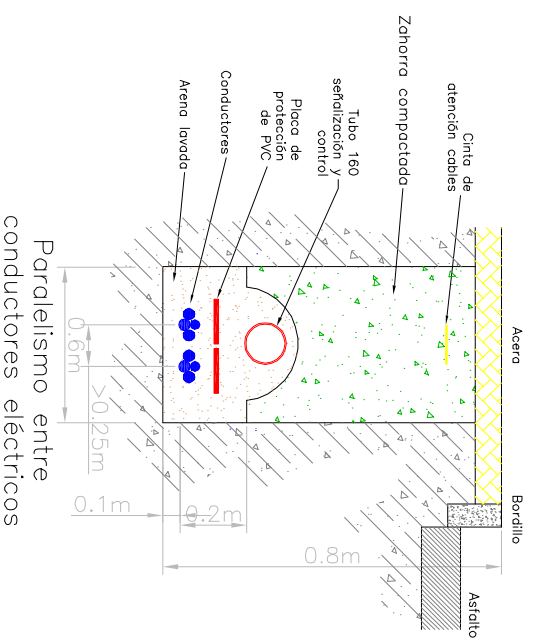 Acera
Bordillo
Asfalto
Cinta de
atención cables
Zahorra compactada
Tubo 160
señalización y
control
Placa de
protección
de PVC
Conductores
Arena lavada
0.8m
0.2m
0.1m
>0.25m
0.6m
Paralelismo entre
conductores eléctricos